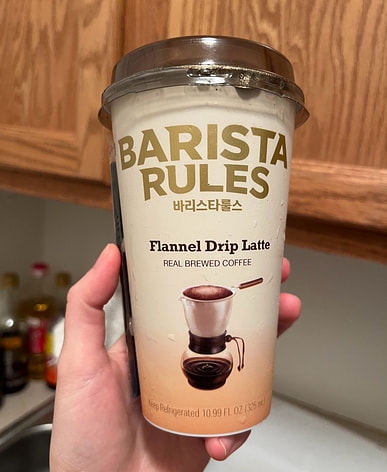 BARISTA
RULES
바리스타룰스
Flannel Drip Latte
REAL BREWED COFFEE
Keep Refrigerated 10.99 FL OZ (325 mL)